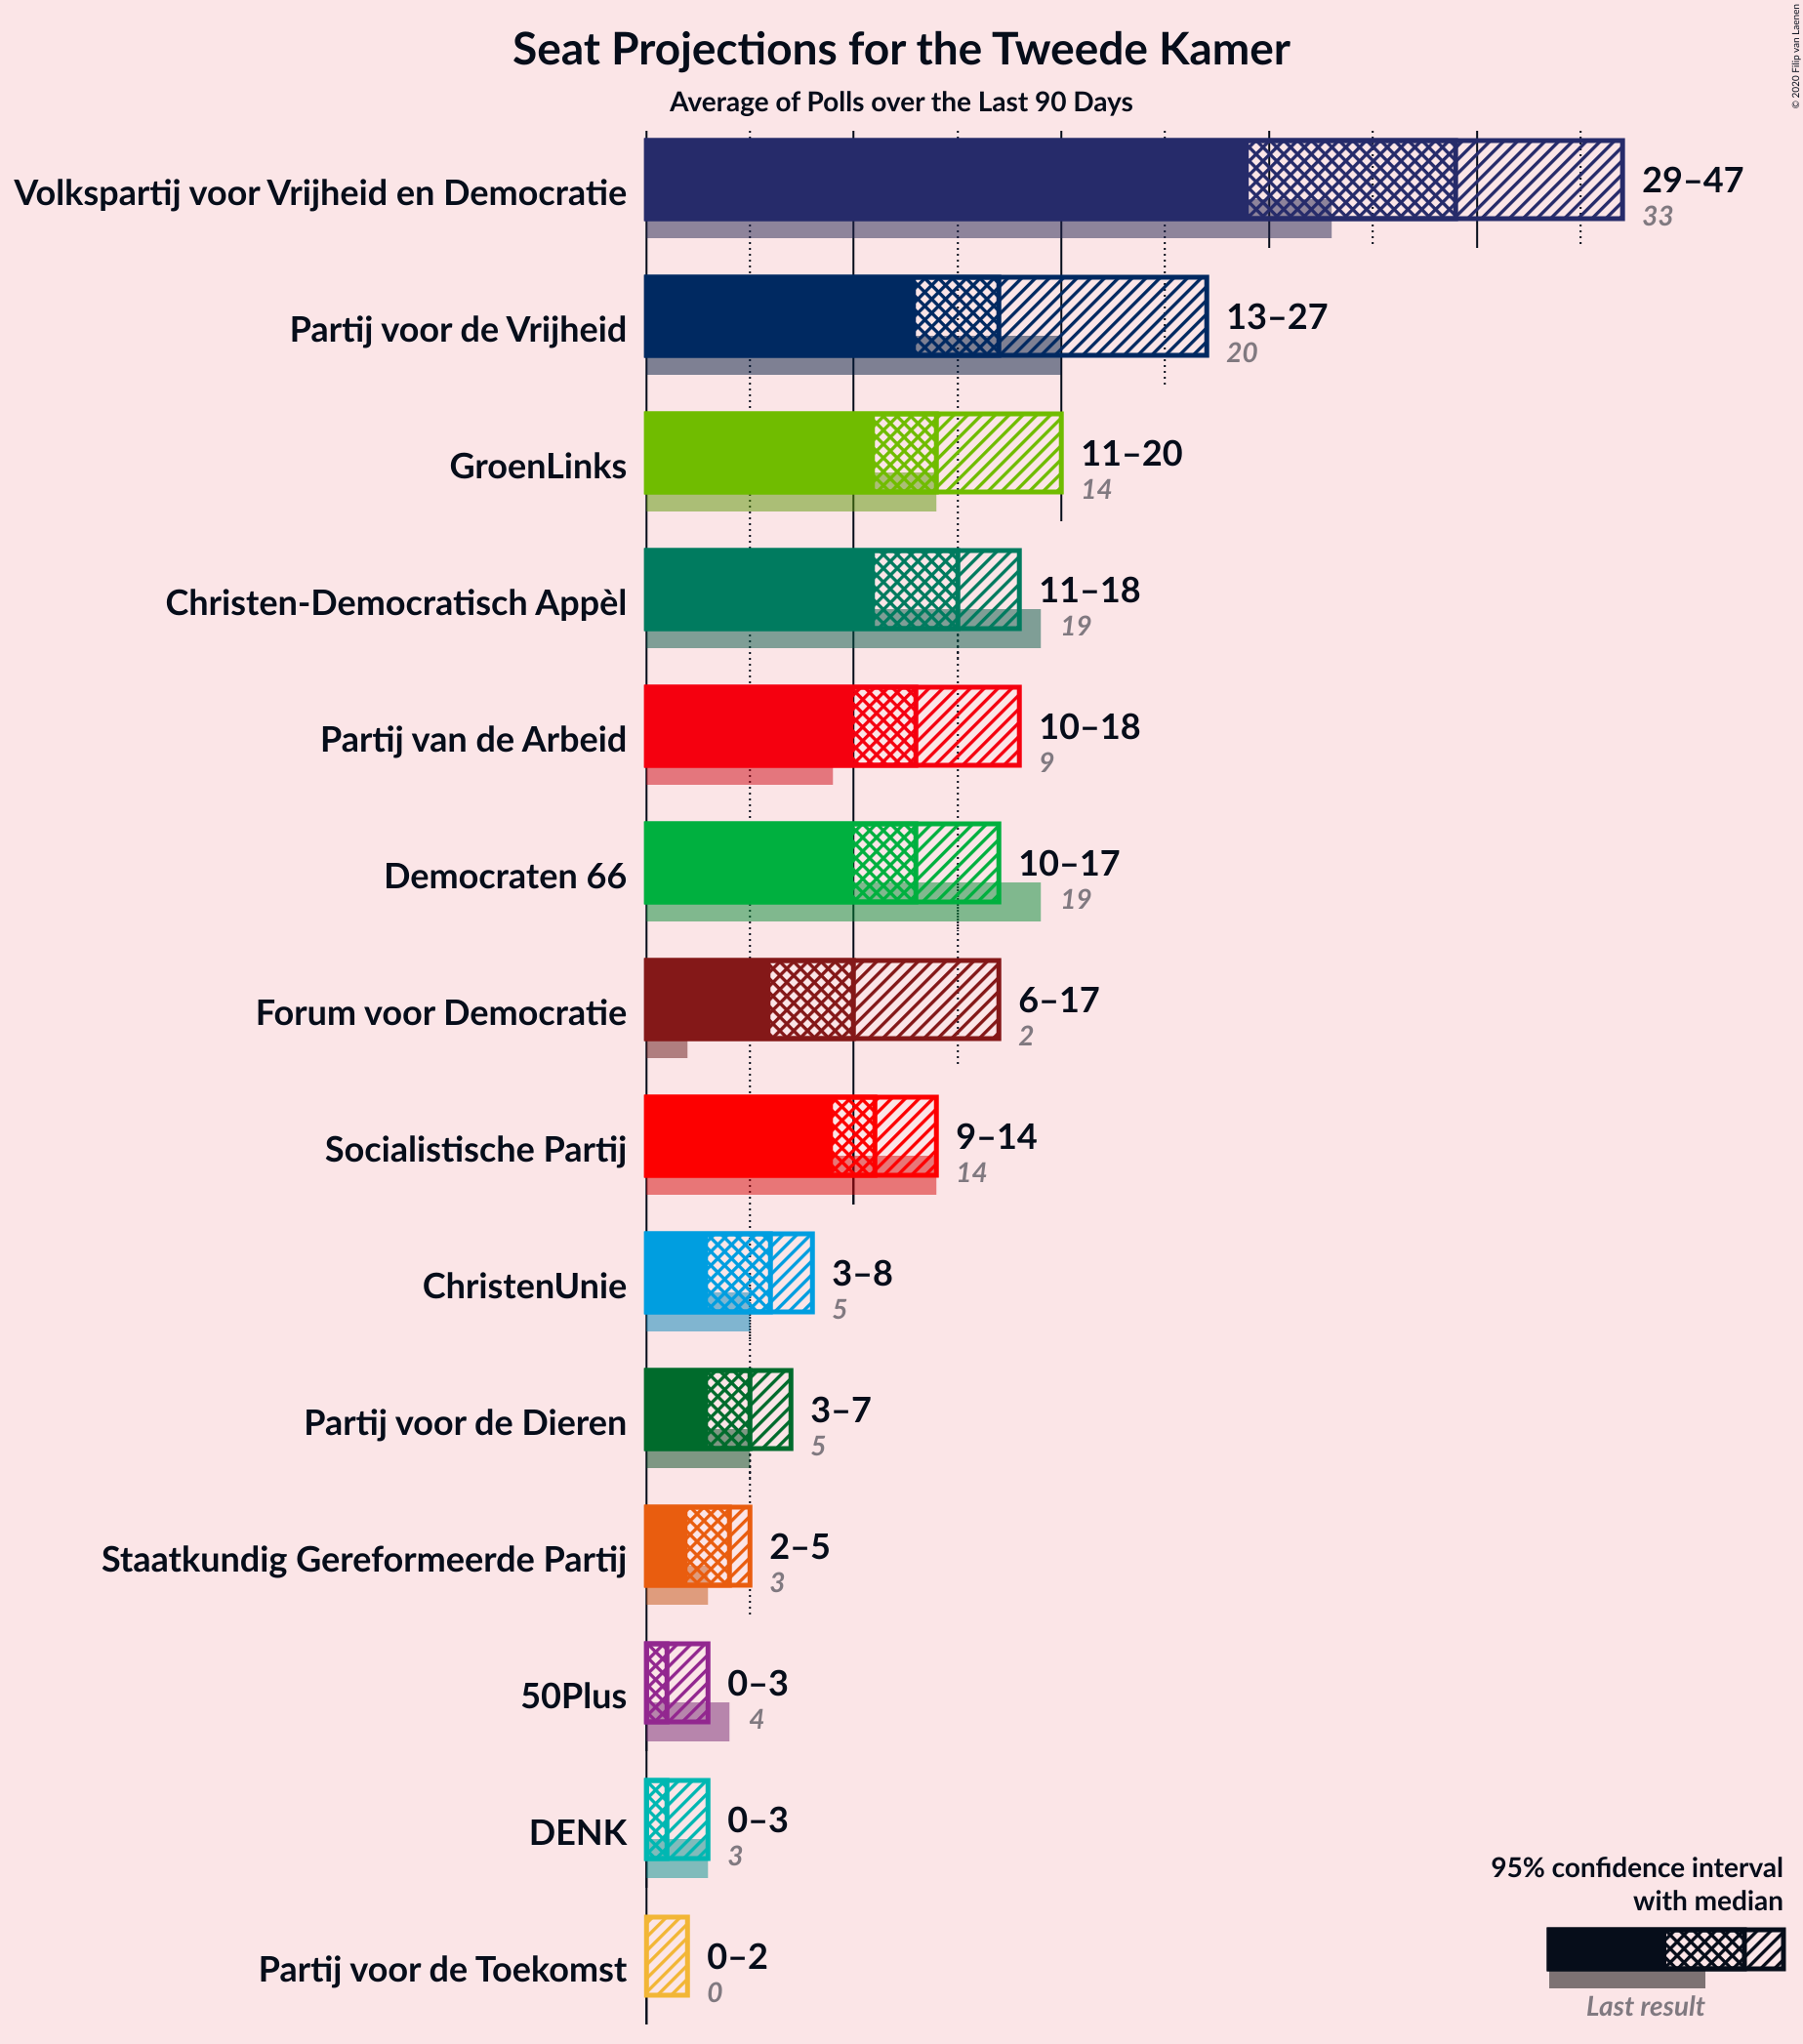 © 2020 Filip van Laenen
Seat Projections for the Tweede Kamer
Average of Polls over the Last 90 Days
Volkspartij voor Vrijheid en Democratie
29–47
33
Partij voor de Vrijheid
13–27
20
GroenLinks
11–20
14
Christen-Democratisch Appèl
11–18
19
Partij van de Arbeid
10–18
9
Democraten 66
10–17
19
Forum voor Democratie
6–17
2
Socialistische Partij
9–14
14
ChristenUnie
3–8
5
Partij voor de Dieren
3–7
5
Staatkundig Gereformeerde Partij
2–5
3
50Plus
0–3
4
DENK
0–3
3
Partij voor de Toekomst
0–2
0
95% confidence interval
with median
Last result